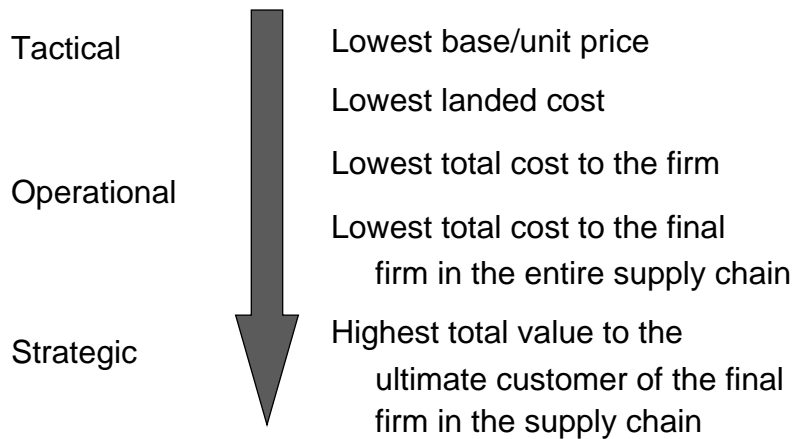 Tactical
Lowest base/unit price
Lowest landed cost
Operational
Lowest total cost to the firm
Lowest total cost to the final
firm in the entire supply chain
Strategic
Highest total value to the
ultimate customer of the final
firm in the supply chain